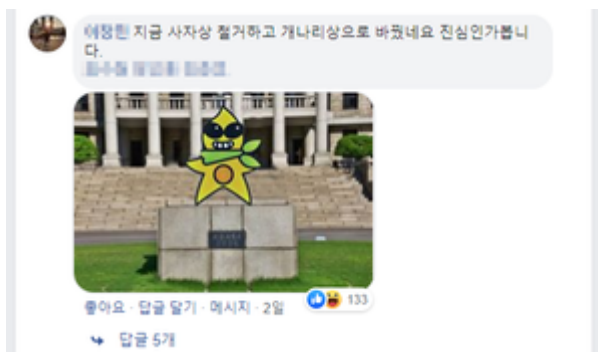 지금 사자상 철거하고 개나리상으로 바꿨네요 진심인가봅니
다.
좋아요 · 답글 달기 · 메시지 · 2일
133
답글 5개